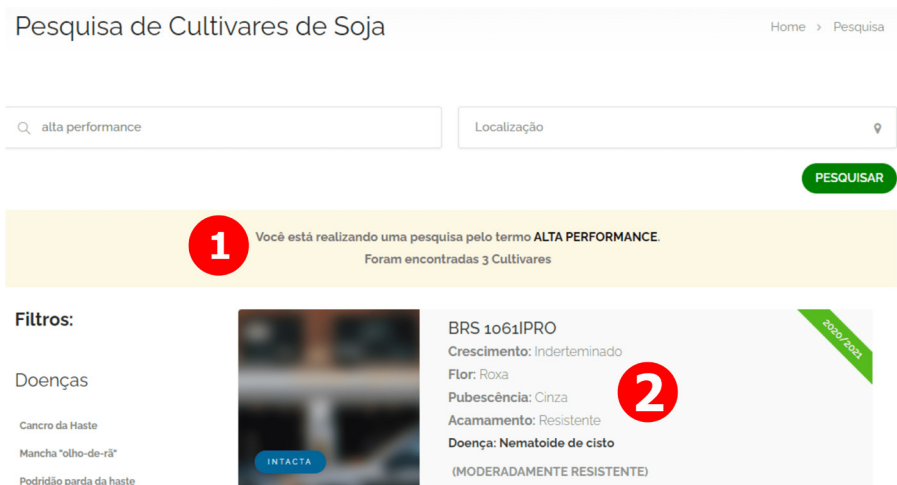 Pesquisa de Cultivares de Soja
Home > Pesquisa
alta performance
Localização
PESQUISAR
1
Você está realizando uma pesquisa pelo termo ALTA PERFORMANCE.
Foram encontradas 3 Cultivares
Filtros:
Doenças
Cancro da Haste
Mancha "olho-de-rã"
Podridão parda da haste
INTACTA
BRS 1061IPRO
Crescimento: Inderteminado
Flor: Roxa
Pubescência: Cinza
Acamamento: Resistente
Doença: Nematoide de cisto
(MODERADAMENTE RESISTENTE)
2
2020/2021